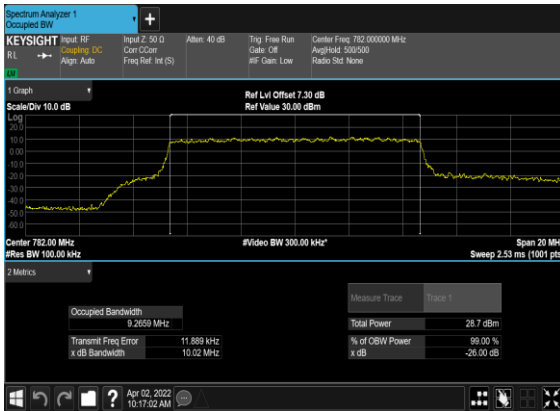 Spectrum Analyzer 1
Occupied BW
KEYSIGHT
RL
Input: RF
Coupling: DC
Align: Auto
Input Z: 50 Ω
Corr CCorr
Freq Ref: Int (S)
Atten: 40 dB
Trig: Free Run
Gate: Off
#IF Gain: Low
Center Freq: 782.000000 MHz
Avg|Hold: 500/500
Radio Std: None
1 Graph
Scale/Div 10.0 dB
Ref Lvl Offset 7.30 dB
Ref Value 30.00 dBm
Log
20.0
10.0
0.00
-10.0
-20.0
-30.0
-40.0
-50.0
-60.0
Center 782.00 MHz
#Res BW 100.00 kHz
#Video BW 300.00 kHz*
Span 20 MH
Sweep 2.53 ms (1001 pts
2 Metrics
Measure Trace
Trace 1
Occupied Bandwidth
9.2659 MHz
Total Power
28.7 dBm
Transmit Freq Error
11.889 kHz
% of OBW Power
99.00 %
x dB Bandwidth
10.02 MHz
x dB
-26.00 dB
Apr 02, 2022
10:17:02 AM